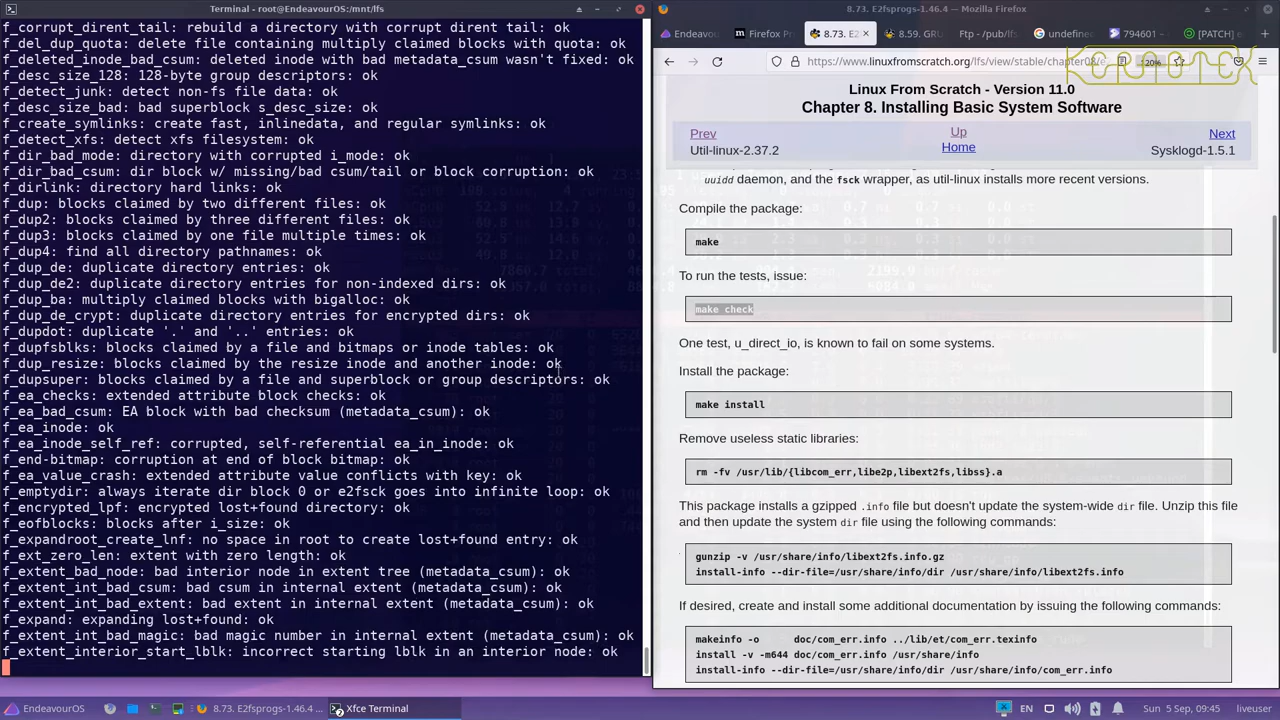 Terminal - root@EndeavourOS:/mnt/lfs
f_corrupt_dirent_tail: rebuild a directory with corrupt dirent tail: ok
f_del_dup_quota: delete file containing multiply claimed blocks with quota: ok
f_deleted_inode_bad_csum: deleted inode with bad metadata_csum wasn't fixed: ok
f_desc_size_128: 128-byte group descriptors: ok
f_detect_junk: detect non-fs file data: ok
f_desc_size_bad: bad superblock s_desc_size: ok
f_create_symlinks: create fast, inlinedata, and regular symlinks: ok
f_detect_xfs: detect xfs filesystem: ok
f_dir_bad_mode: directory with corrupted i_mode: ok
f_dir_bad_csum: dir block w/ missing/bad csum/tail or block corruption: ok
f_dirlink: directory hard links: ok
f_dup: blocks claimed by two different files: ok
f_dup2: blocks claimed by three different files: ok
f_dup3: blocks claimed by one file multiple times: ok
f_dup4: find all directory pathnames: ok
f_dup_de: duplicate directory entries: ok
f_dup_de2: duplicate directory entries for non-indexed dirs: ok
f_dup_ba: multiply claimed blocks with bigalloc: ok
f_dup_de_crypt: duplicate directory entries for encrypted dirs: ok
f_dupdot: duplicate '.' and '..' entries: ok
f_dupfsblks: blocks claimed by a file and bitmaps or inode tables: ok
f_dup_resize: blocks claimed by the resize inode and another inode: ok
f_dupsuper: blocks claimed by a file and superblock or group descriptors: ok
f_ea_checks: extended attribute block checks: ok
f_ea_bad_csum: EA block with bad checksum (metadata_csum): ok
f_ea_inode: ok
f_ea_inode_self_ref: corrupted, self-referential ea_in_inode: ok
f_end-bitmap: corruption at end of block bitmap: ok
f_ea_value_crash: extended attribute value conflicts with key: ok
f_emptydir: always iterate dir block 0 or e2fsck goes into infinite loop: ok
f_encrypted_lpf: encrypted lost+found directory: ok
f_eofblocks: blocks after i_size: ok
f_expandroot_create_lnf: no space in root to create lost+found entry: ok
f_ext_zero_len: extent with zero length: ok
f_extent_bad_node: bad interior node in extent tree (metadata_csum): ok
f_extent_int_bad_csum: bad csum in internal extent (metadata_csum): ok
f_extent_int_bad_extent: bad extent in internal extent (metadata_csum): ok
f_expand: expanding lost+found: ok
f_extent_int_bad_magic: bad magic number in internal extent (metadata_csum): ok
f_extent_interior_start_lblk: incorrect starting lblk in an interior node: ok
8.73. E2fsprogs-1.46.4 — Mozilla Firefox
Endeavour
Firefox Pr
8.73. E2
8.59. GRU
Ftp - /pub/lfs
undefined
794601 –
[PATCH] e
https://www.linuxfromscratch.org/lfs/view/stable/chapter08/e
120%
Linux From Scratch - Version 11.0
Chapter 8. Installing Basic System Software
Prev
Up
Next
Util-linux-2.37.2
Home
Sysklogd-1.5.1
uuidd daemon, and the fsck wrapper, as util-linux installs more recent versions.
Compile the package:
make
To run the tests, issue:
make check
One test, u_direct_io, is known to fail on some systems.
Install the package:
make install
Remove useless static libraries:
rm -fv /usr/lib/{libcom_err,libe2p,libext2fs,libss}.a
This package installs a gzipped .info file but doesn't update the system-wide dir file. Unzip this file
and then update the system dir file using the following commands:
gunzip -v /usr/share/info/libext2fs.info.gz
install-info --dir-file=/usr/share/info/dir /usr/share/info/libext2fs.info
If desired, create and install some additional documentation by issuing the following commands:
makeinfo -o      doc/com_err.info ../lib/et/com_err.texinfo
install -v -m644 doc/com_err.info /usr/share/info
install-info --dir-file=/usr/share/info/dir /usr/share/info/com_err.info
EndeavourOS
8.73. E2fsprogs-1.46.4 ...
Xfce Terminal
EN
Sun 5 Sep, 09:45
liveuser